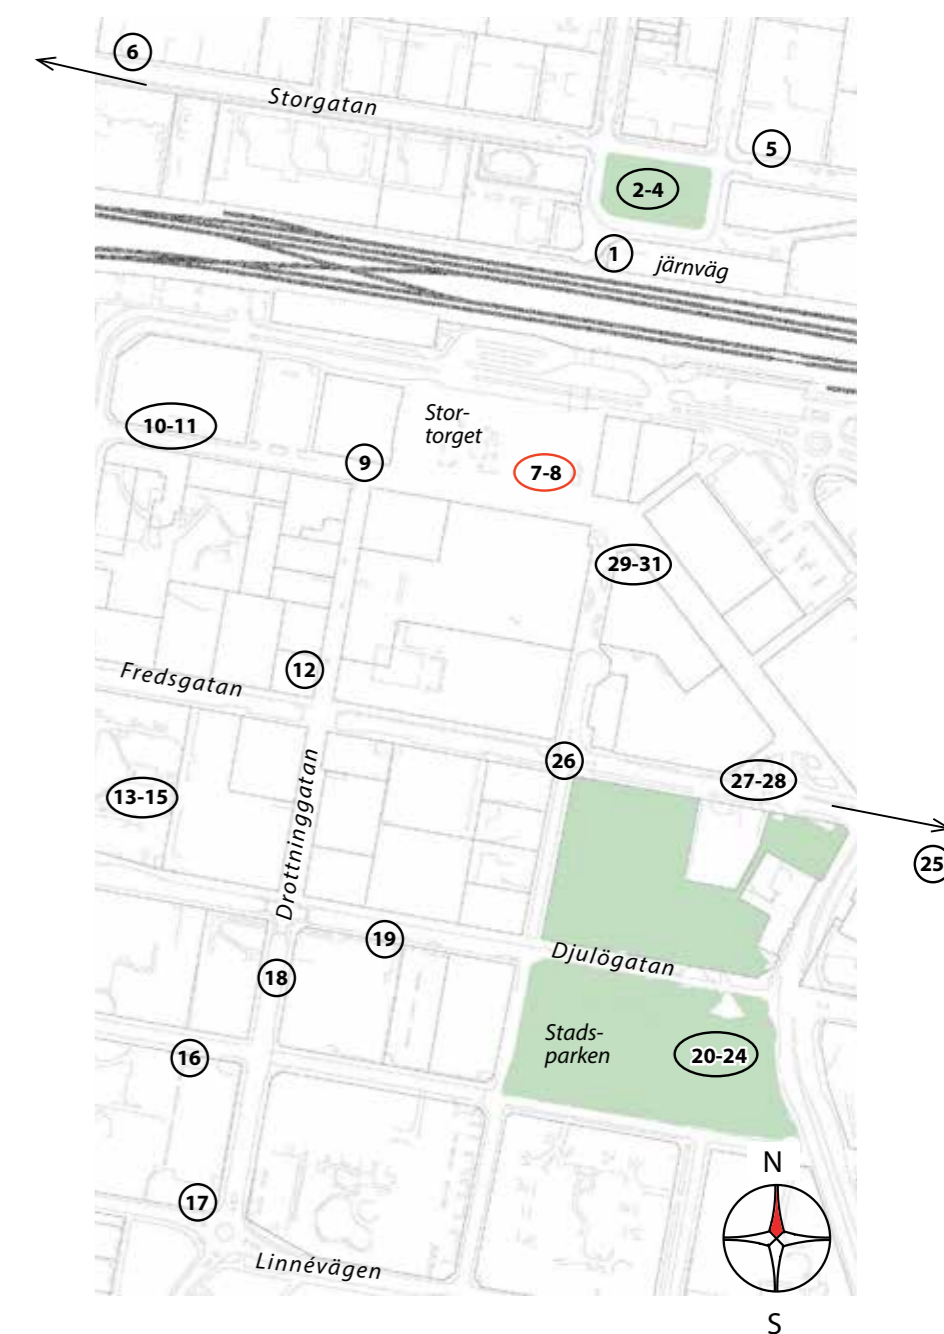 6
Storgatan
5
2-4
1
järnväg
Stor-
torget
10-11
9
7-8
29-31
12
Fredsgatan
26
27-28
13-15
Drottninggatan
25
19
Djulögatan
18
Stads-
parken
16
20-24
N
17
Linnévägen
S